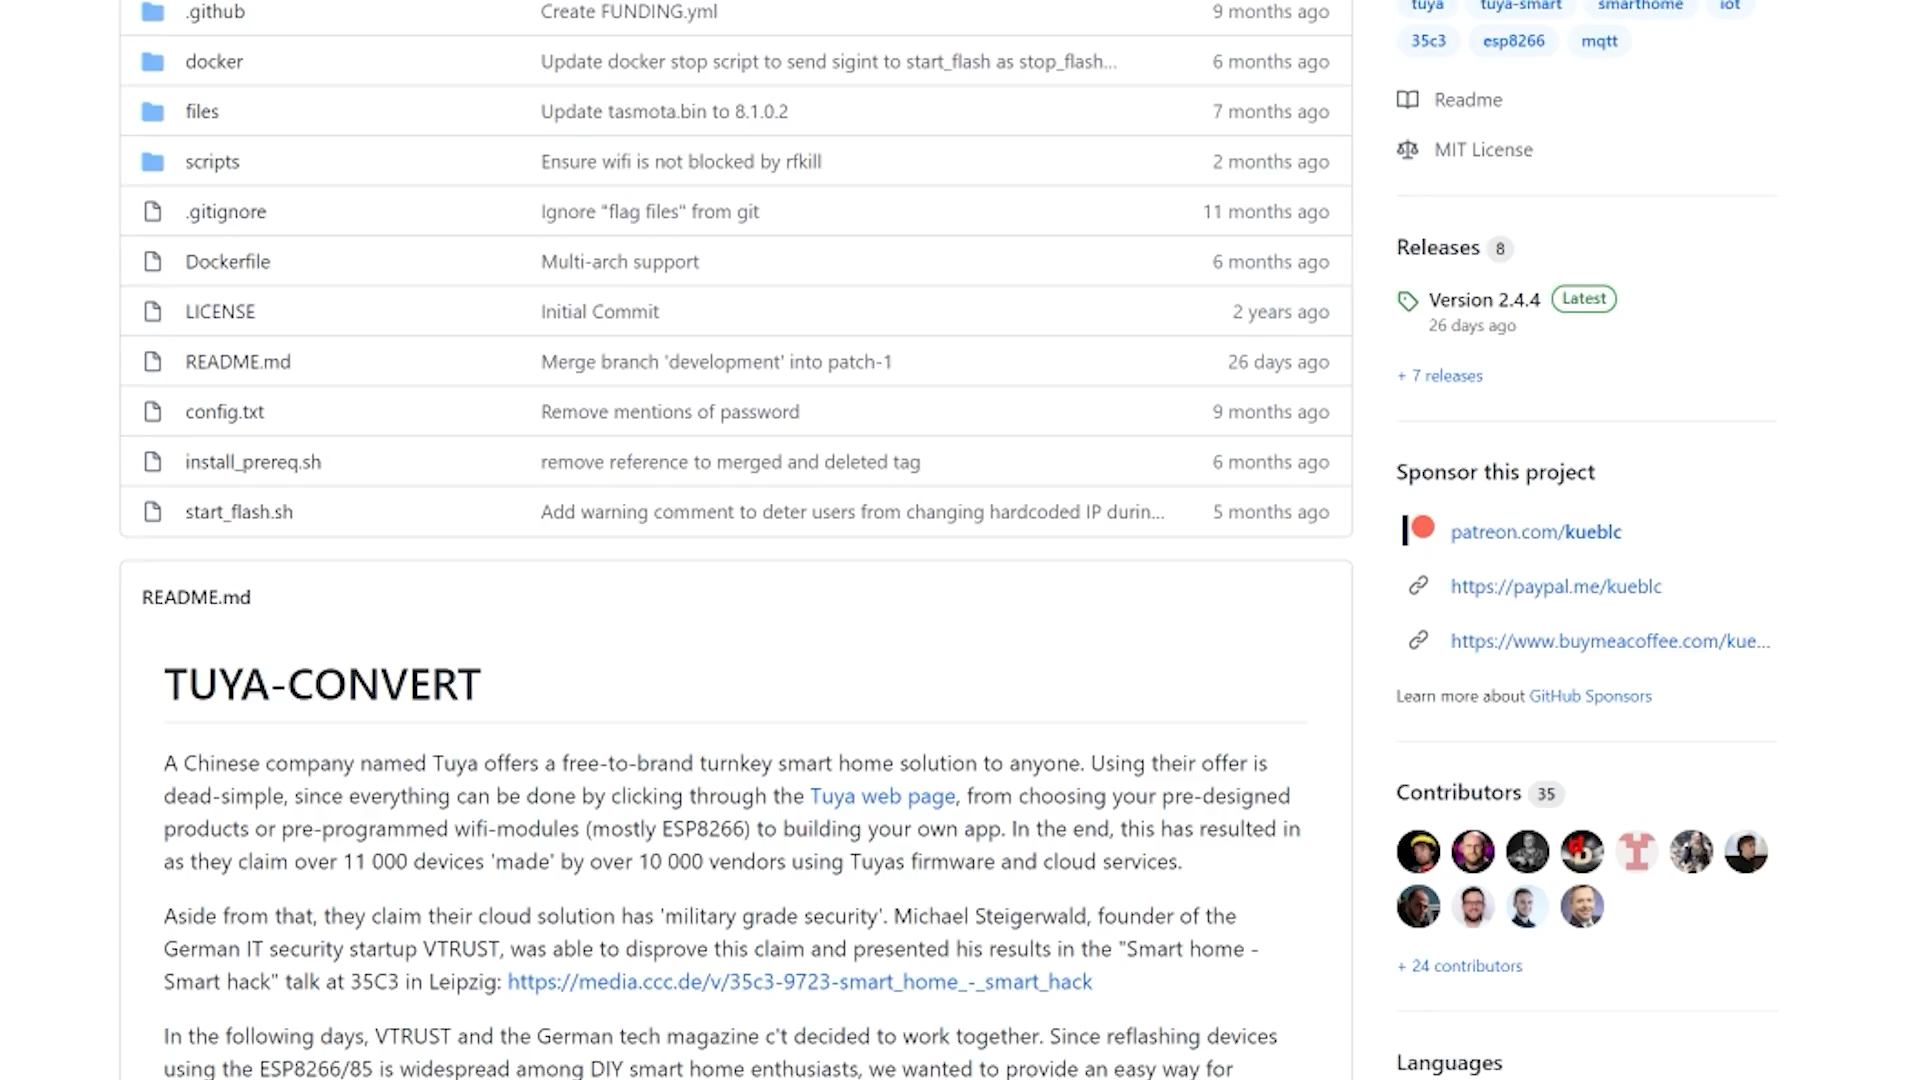 .github Create FUNDING.yml 9 months ago
docker Update docker stop script to send sigint to start_flash as stop_flash... 6 months ago
files Update tasmota.bin to 8.1.0.2 7 months ago
scripts Ensure wifi is not blocked by rfkill 2 months ago
.gitignore Ignore "flag files" from git 11 months ago
Dockerfile Multi-arch support 6 months ago
LICENSE Initial Commit 2 years ago
README.md Merge branch 'development' into patch-1 26 days ago
config.txt Remove mentions of password 9 months ago
install_prereq.sh remove reference to merged and deleted tag 6 months ago
start_flash.sh Add warning comment to deter users from changing hardcoded IP durin... 5 months ago
README.md
TUYA-CONVERT
A Chinese company named Tuya offers a free-to-brand turnkey smart home solution to anyone. Using their offer is
dead-simple, since everything can be done by clicking through the Tuya web page, from choosing your pre-designed
products or pre-programmed wifi-modules (mostly ESP8266) to building your own app. In the end, this has resulted in
as they claim over 11 000 devices 'made' by over 10 000 vendors using Tuyas firmware and cloud services.
Aside from that, they claim their cloud solution has 'military grade security'. Michael Steigerwald, founder of the
German IT security startup VTRUST, was able to disprove this claim and presented his results in the "Smart home -
Smart hack" talk at 35C3 in Leipzig: https://media.ccc.de/v/35c3-9723-smart_home_-_smart_hack
In the following days, VTRUST and the German tech magazine c't decided to work together. Since reflashing devices
using the ESP8266/85 is widespread among DIY smart home enthusiasts, we wanted to provide an easy way for
tuya tuya-smart smarthome iot
35c3 esp8266 mqtt
Readme
MIT License
Releases 8
Version 2.4.4 Latest
26 days ago
+ 7 releases
Sponsor this project
patreon.com/kueblc
https://paypal.me/kueblc
https://www.buymeacoffee.com/kue...
Learn more about GitHub Sponsors
Contributors 35
+ 24 contributors
Languages